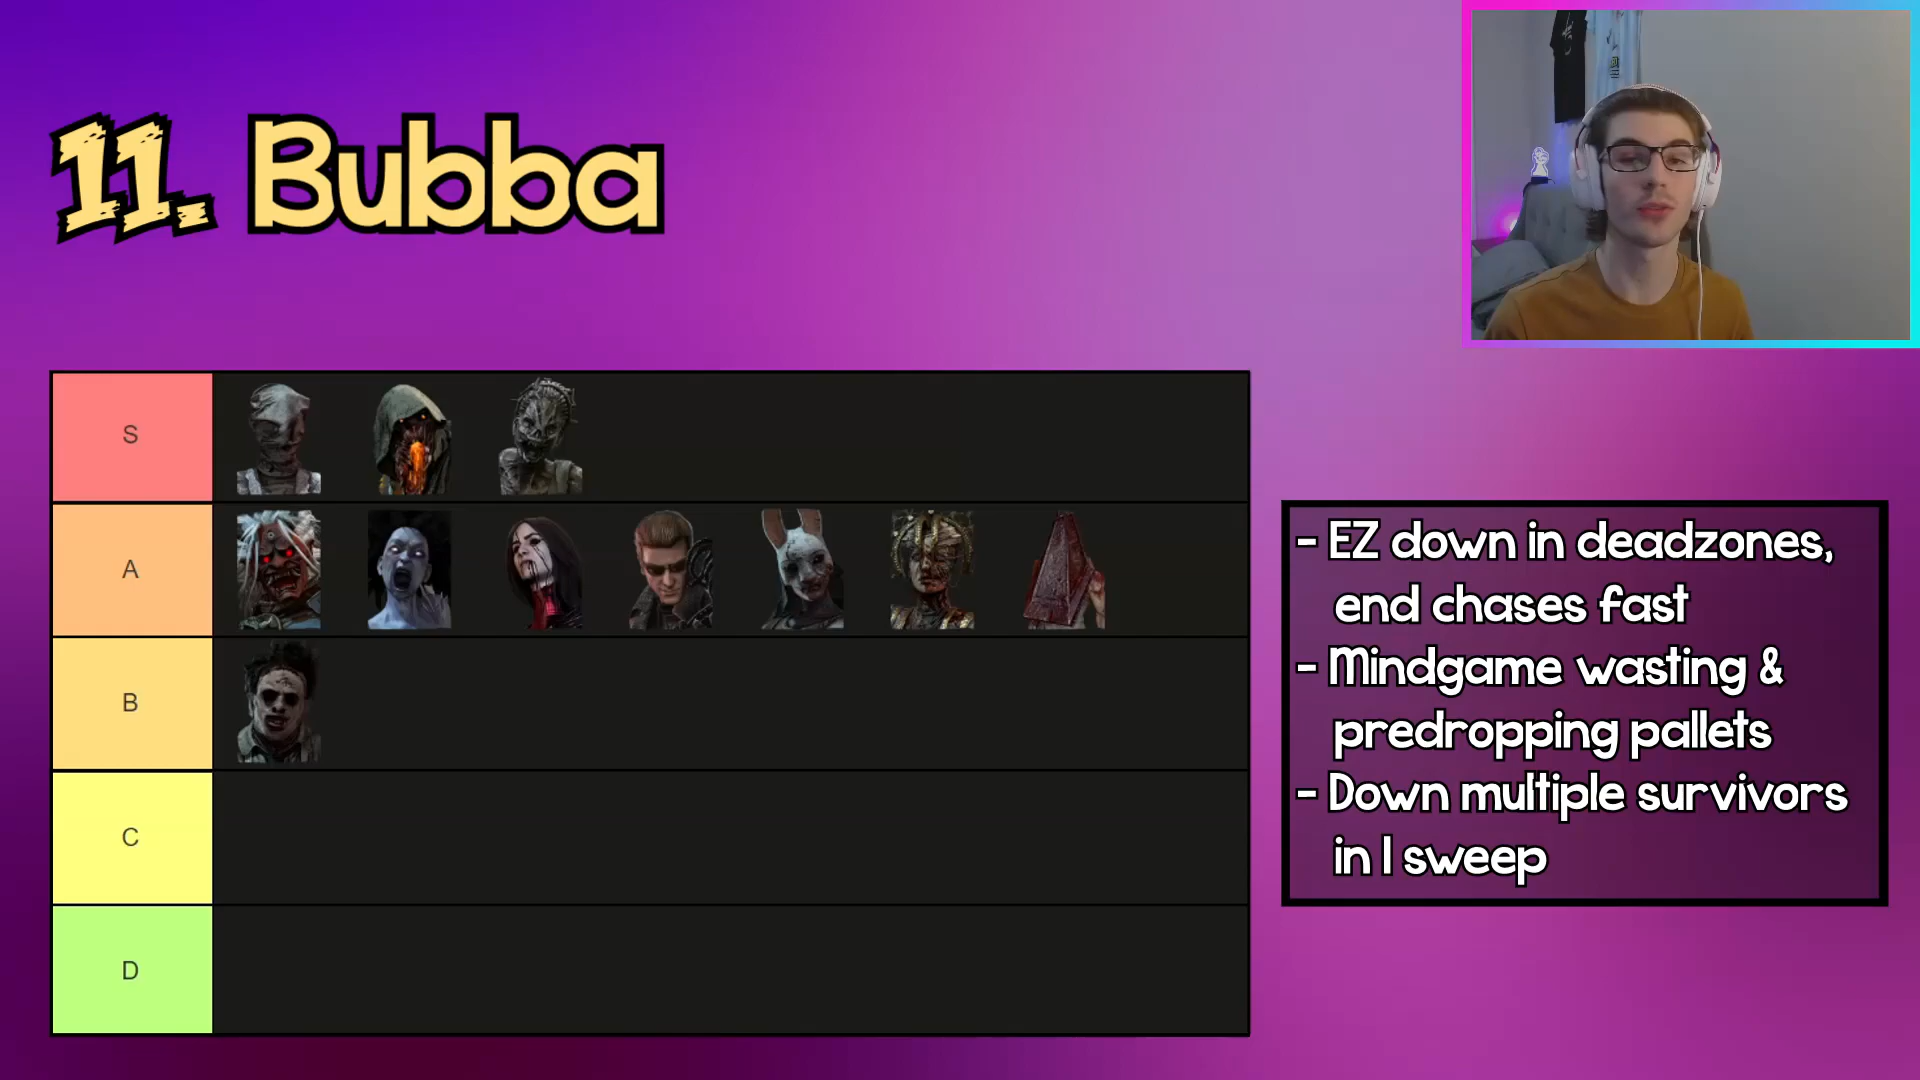 11. Bubba
S
A
B
C
D
- EZ down in deadzones,
end chases fast
- Mindgame wasting &
predropping pallets
- Down multiple survivors
in 1 sweep